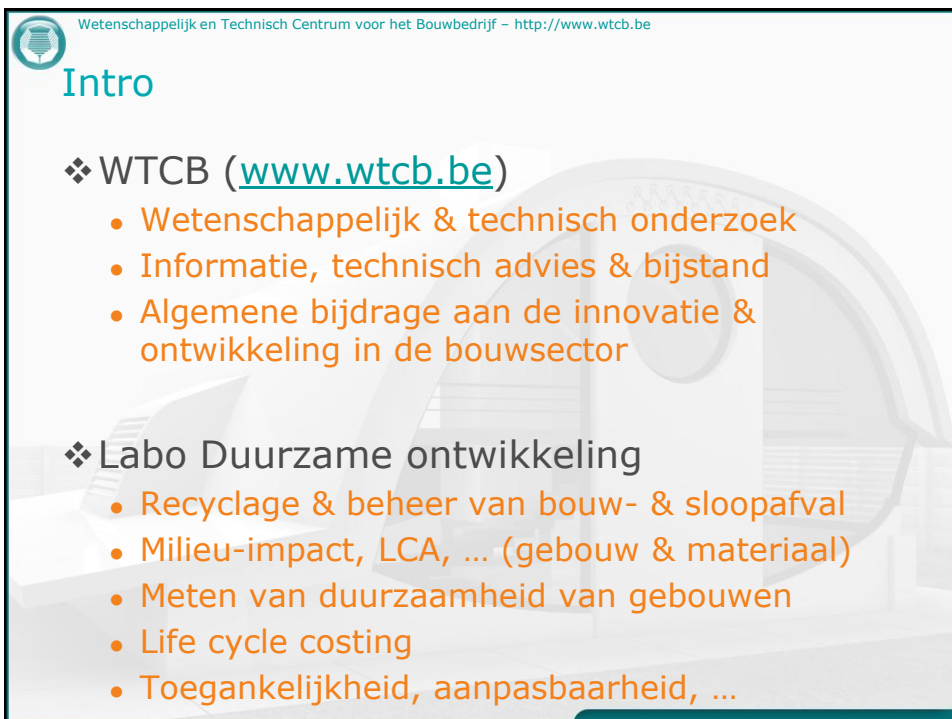 Wetenschappelijk en Technisch Centrum voor het Bouwbedrijf – http://www.wtcb.be
Intro
❖WTCB (www.wtcb.be)
• Wetenschappelijk & technisch onderzoek
• Informatie, technisch advies & bijstand
• Algemene bijdrage aan de innovatie &
ontwikkeling in de bouwsector
❖Labo Duurzame ontwikkeling
• Recyclage & beheer van bouw- & sloopafval
• Milieu-impact, LCA, … (gebouw & materiaal)
• Meten van duurzaamheid van gebouwen
• Life cycle costing
• Toegankelijkheid, aanpasbaarheid, …